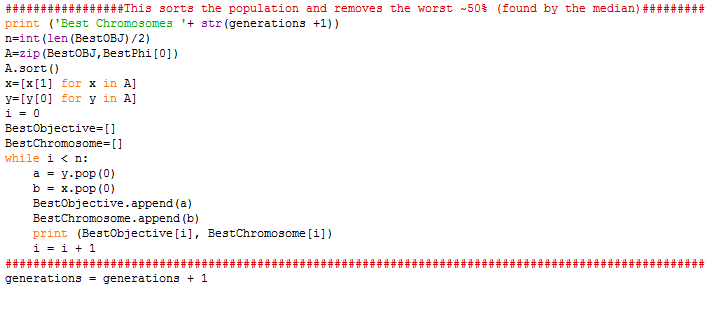 #################This sorts the population and removes the worst ~50% (found by the median)#########
print ('Best Chromosomes '+ str(generations +1))
n=int(len(BestOBJ)/2)
A=zip(BestOBJ,BestPhi[0])
A.sort()
x=[x[1] for x in A]
y=[y[0] for y in A]
i = 0
BestObjective=[]
BestChromosome=[]
while i < n:
    a = y.pop(0)
    b = x.pop(0)
    BestObjective.append(a)
    BestChromosome.append(b)
    print (BestObjective[i], BestChromosome[i])
    i = i + 1
####################################################################################################
generations = generations + 1